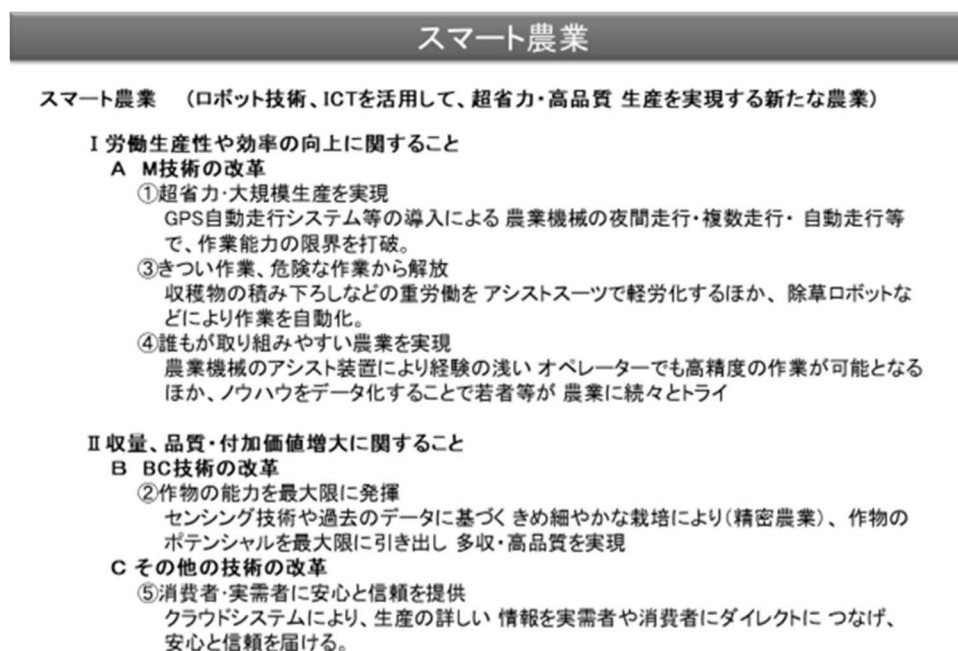 スマート農業
スマート農業 (ロボット技術、ICTを活用して、超省力・高品質 生産を実現する新たな農業)
Ⅰ 労働生産性や効率の向上に関すること
A M技術の改革
①超省力・大規模生産を実現
GPS自動走行システム等の導入による 農業機械の夜間走行・複数走行・ 自動走行等
で、作業能力の限界を打破。
③きつい作業、危険な作業から解放
収穫物の積み下ろしなどの重労働を アシストスーツで軽労化するほか、 除草ロボットな
どにより作業を自動化。
④誰もが取り組みやすい農業を実現
農業機械のアシスト装置により経験の浅い オペレーターでも高精度の作業が可能となる
ほか、ノウハウをデータ化することで若者等が 農業に続々とトライ
Ⅱ 収量、品質・付加価値増大に関すること
B BC技術の改革
②作物の能力を最大限に発揮
センシング技術や過去のデータに基づく きめ細やかな栽培により(精密農業)、 作物の
ポテンシャルを最大限に引き出し 多収・高品質を実現
C その他の技術の改革
⑤消費者・実需者に安心と信頼を提供
クラウドシステムにより、生産の詳しい 情報を実需者や消費者にダイレクトに つなげ、
安心と信頼を届ける。